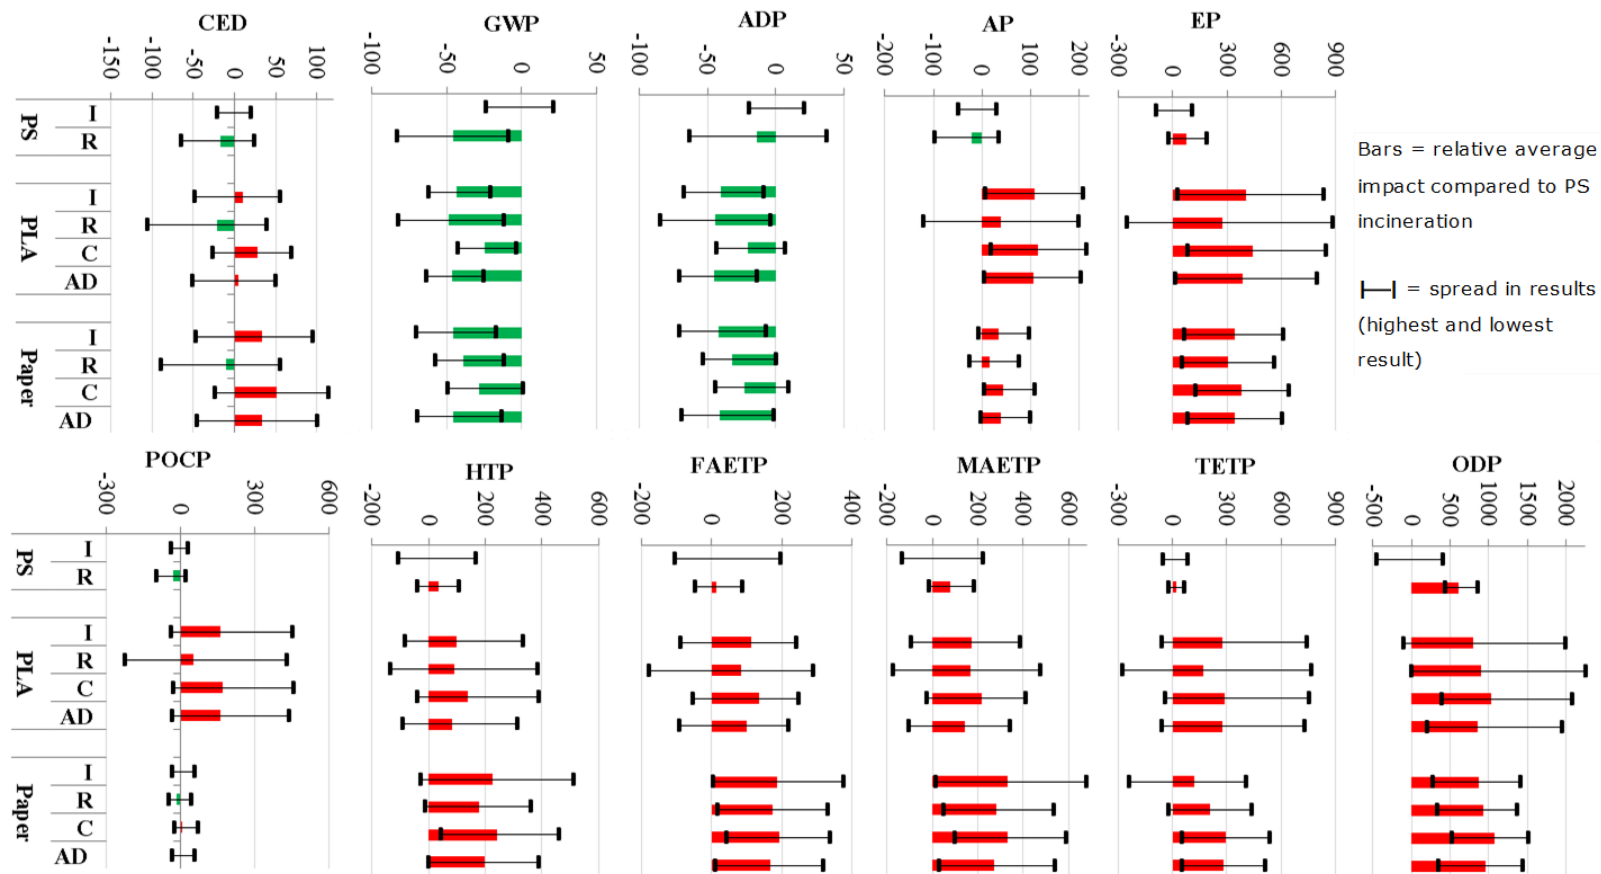 CED
GWP
ADP
AP
EP
-150 -100 -50 0 50 100
-100 -50 0 50
-100 -50 0 50
-200 -100 0 100 200
-300 0 300 600 900
PS
I
R
PLA
I
R
C
AD
Paper
I
R
C
AD
Bars = relative average
impact compared to PS
incineration
= spread in results
(highest and lowest
result)
POCP
HTP
FAETP
MAETP
TETP
ODP
-300 0 300 600
-200 0 200 400 600
-200 0 200 400
-200 0 200 400 600
-300 0 300 600 900
-500 0 500 1000 1500 2000
PS
I
R
PLA
I
R
C
AD
Paper
I
R
C
AD